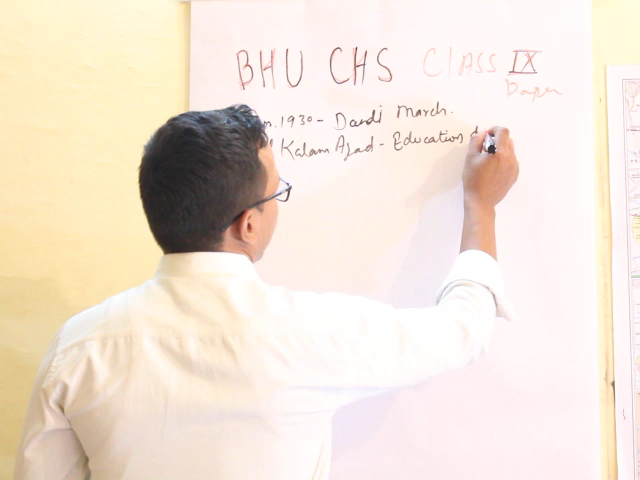 BHU CHS Class IX
Paper
1930 - Dandi March.
Kalam Azad - Education